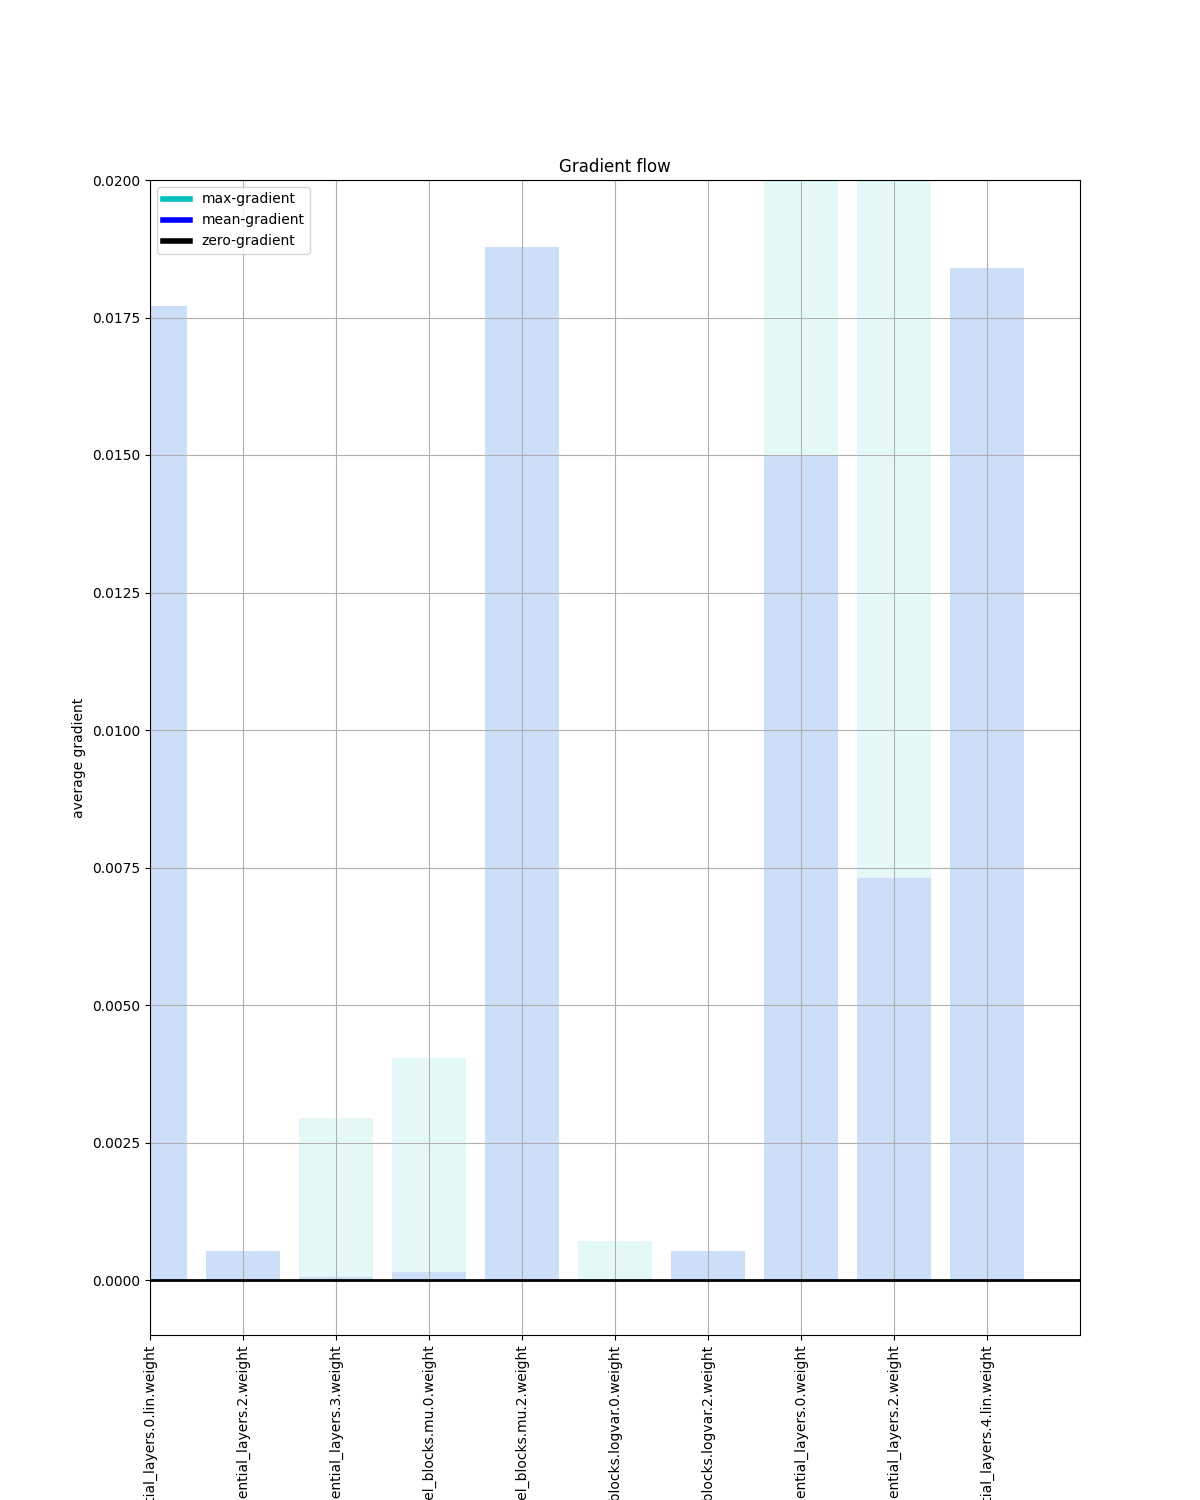 Gradient flow
max-gradient
mean-gradient
zero-gradient
average gradient
0.0200
0.0175
0.0150
0.0125
0.0100
0.0075
0.0050
0.0025
0.0000
tial_layers.0.lin.weight
ential_layers.2.weight
ential_layers.3.weight
el_blocks.mu.0.weight
el_blocks.mu.2.weight
blocks.logvar.0.weight
blocks.logvar.2.weight
ential_layers.0.weight
ential_layers.2.weight
tial_layers.4.lin.weight